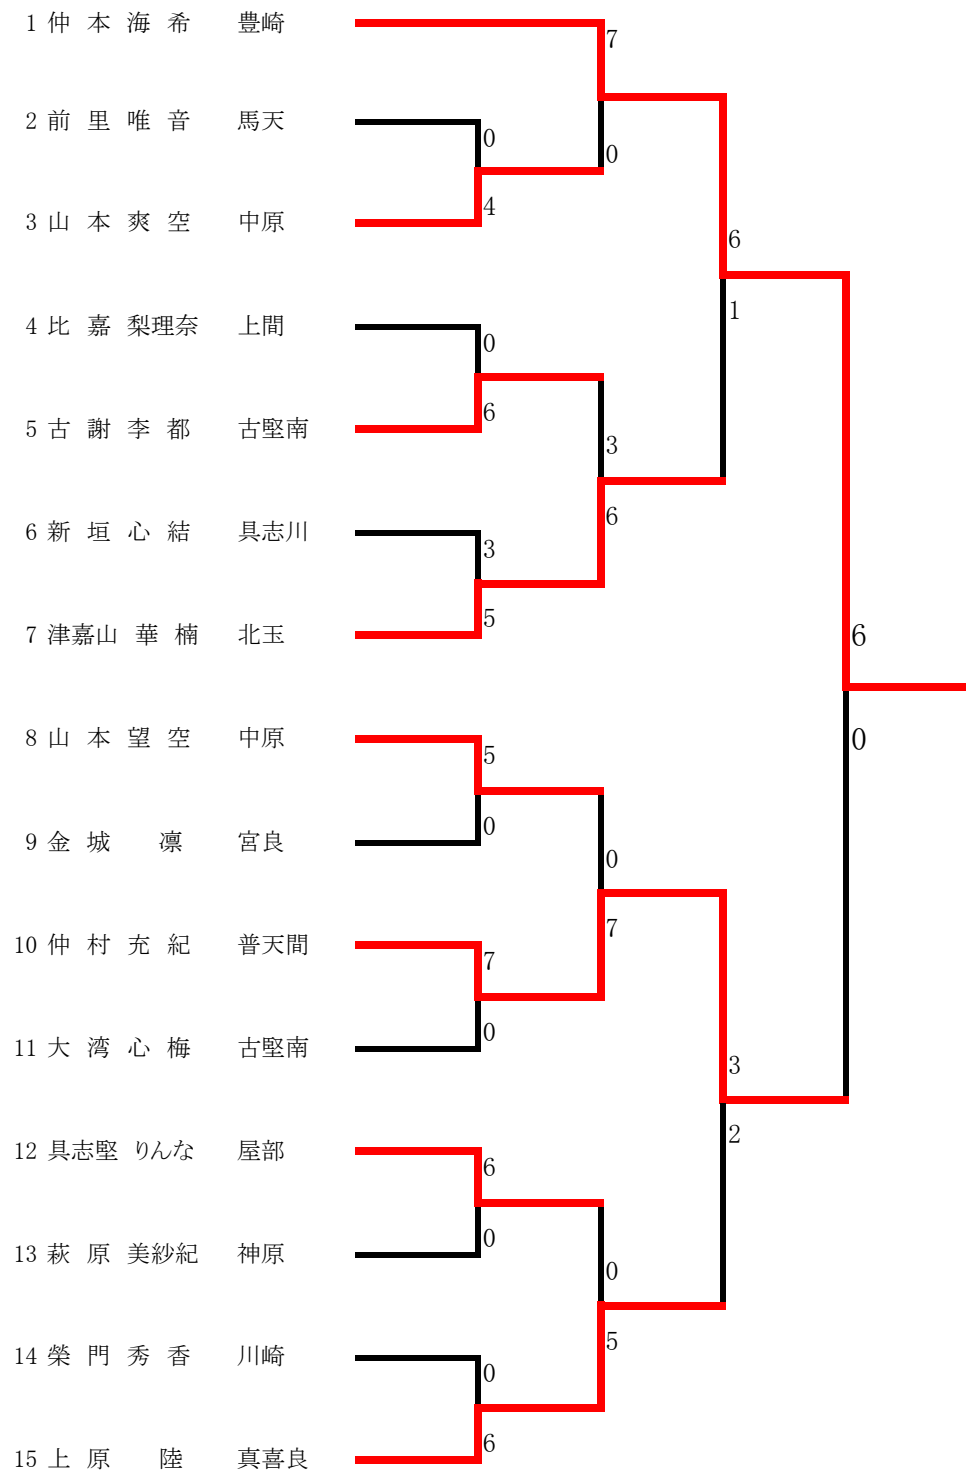 1 仲 本 海 希 豊崎
7
2 前 里 唯 音 馬天
0
0
3 山 本 爽 空 中原
4
6
1
4 比 嘉 梨理奈 上間
0
5 古 謝 李 都 古堅南
6
3
6 新 垣 心 結 具志川
6
3
7 津嘉山 華 楠 北玉
5
6
8 山 本 望 空 中原
5
0
9 金 城 凛 宮良
0
0
10 仲 村 充 紀 普天間
7
7
11 大 湾 心 梅 古堅南
0
3
12 具志堅 りんな 屋部
2
6
13 萩 原 美紗紀 神原
0
0
14 榮 門 秀 香 川崎
5
0
15 上 原 陸 真喜良
6